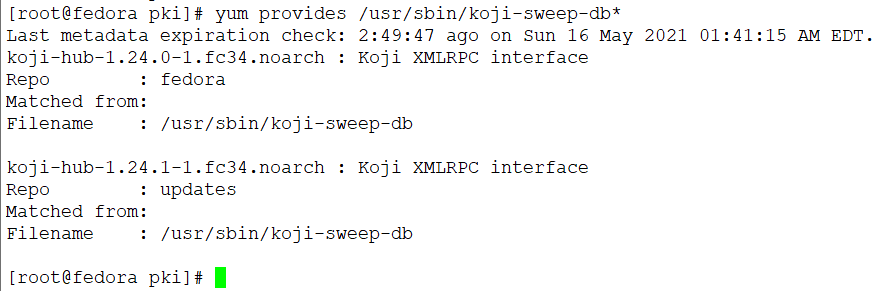 [root@fedora pki]# yum provides /usr/sbin/koji-sweep-db*
Last metadata expiration check: 2:49:47 ago on Sun 16 May 2021 01:41:15 AM EDT.
koji-hub-1.24.0-1.fc34.noarch : Koji XMLRPC interface
Repo        : fedora
Matched from:
Filename    : /usr/sbin/koji-sweep-db

koji-hub-1.24.1-1.fc34.noarch : Koji XMLRPC interface
Repo        : updates
Matched from:
Filename    : /usr/sbin/koji-sweep-db

[root@fedora pki]#